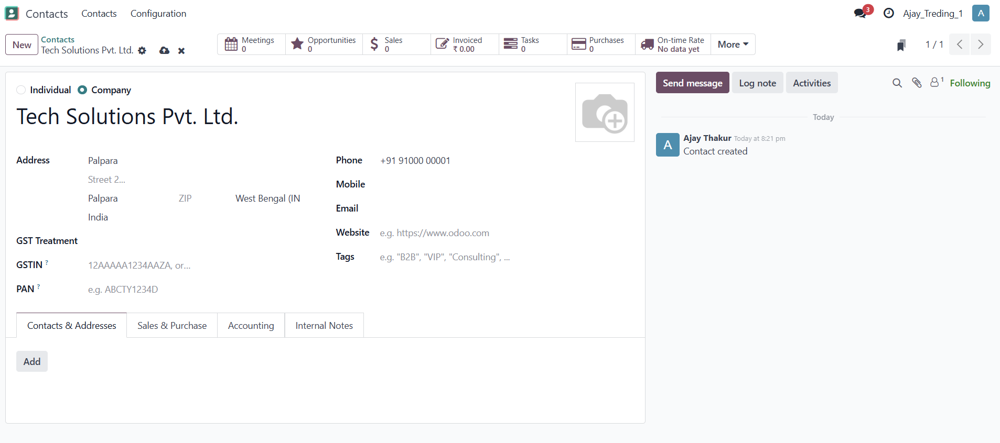 Contacts Contacts Configuration 3 Ajay_Treding_1 A
New Contacts
Tech Solutions Pvt. Ltd.
Meetings 0
Opportunities 0
Sales 0
Invoiced ₹ 0.00
Tasks 0
Purchases 0
On-time Rate No data yet
More
1 / 1
Individual Company
Tech Solutions Pvt. Ltd.
Address Palpara
Street 2...
Palpara ZIP West Bengal (IN
India
GST Treatment
GSTIN ? 12AAAAA1234AAZA, or...
PAN ? e.g. ABCTY1234D
Phone +91 91000 00001
Mobile
Email
Website e.g. https://www.odoo.com
Tags e.g. "B2B", "VIP", "Consulting", ...
Contacts & Addresses Sales & Purchase Accounting Internal Notes
Add
Send message Log note Activities 1 Following
Today
A Ajay Thakur Today at 8:21 pm
Contact created